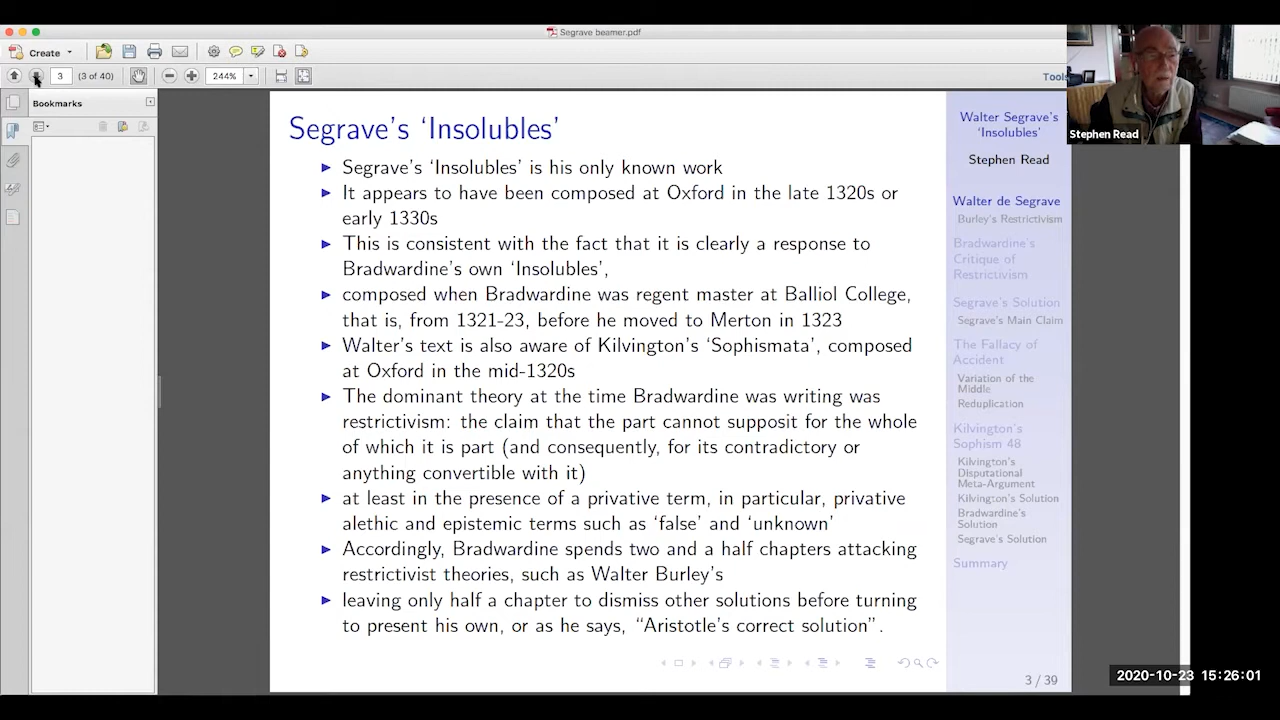 Segrave beamer.pdf
Create
3 (3 of 40) 244% Tools
Bookmarks
Stephen Read
Segrave's 'Insolubles'
▶ Segrave's 'Insolubles' is his only known work
▶ It appears to have been composed at Oxford in the late 1320s or
early 1330s
▶ This is consistent with the fact that it is clearly a response to
Bradwardine's own 'Insolubles',
▶ composed when Bradwardine was regent master at Balliol College,
that is, from 1321-23, before he moved to Merton in 1323
▶ Walter's text is also aware of Kilvington's 'Sophismata', composed
at Oxford in the mid-1320s
▶ The dominant theory at the time Bradwardine was writing was
restrictivism: the claim that the part cannot supposit for the whole
of which it is part (and consequently, for its contradictory or
anything convertible with it)
▶ at least in the presence of a privative term, in particular, privative
alethic and epistemic terms such as 'false' and 'unknown'
▶ Accordingly, Bradwardine spends two and a half chapters attacking
restrictivist theories, such as Walter Burley's
▶ leaving only half a chapter to dismiss other solutions before turning
to present his own, or as he says, "Aristotle's correct solution".
Walter Segrave's
'Insolubles'
Stephen Read
Walter de Segrave
Burley's Restrictivism
Bradwardine's
Critique of
Restrictivism
Segrave's Solution
Segrave's Main Claim
The Fallacy of
Accident
Variation of the
Middle
Reduplication
Kilvington's
Sophism 48
Kilvington's
Disputational
Meta-Argument
Kilvington's Solution
Bradwardine's
Solution
Segrave's Solution
Summary
3 / 39
2020-10-23 15:26:01